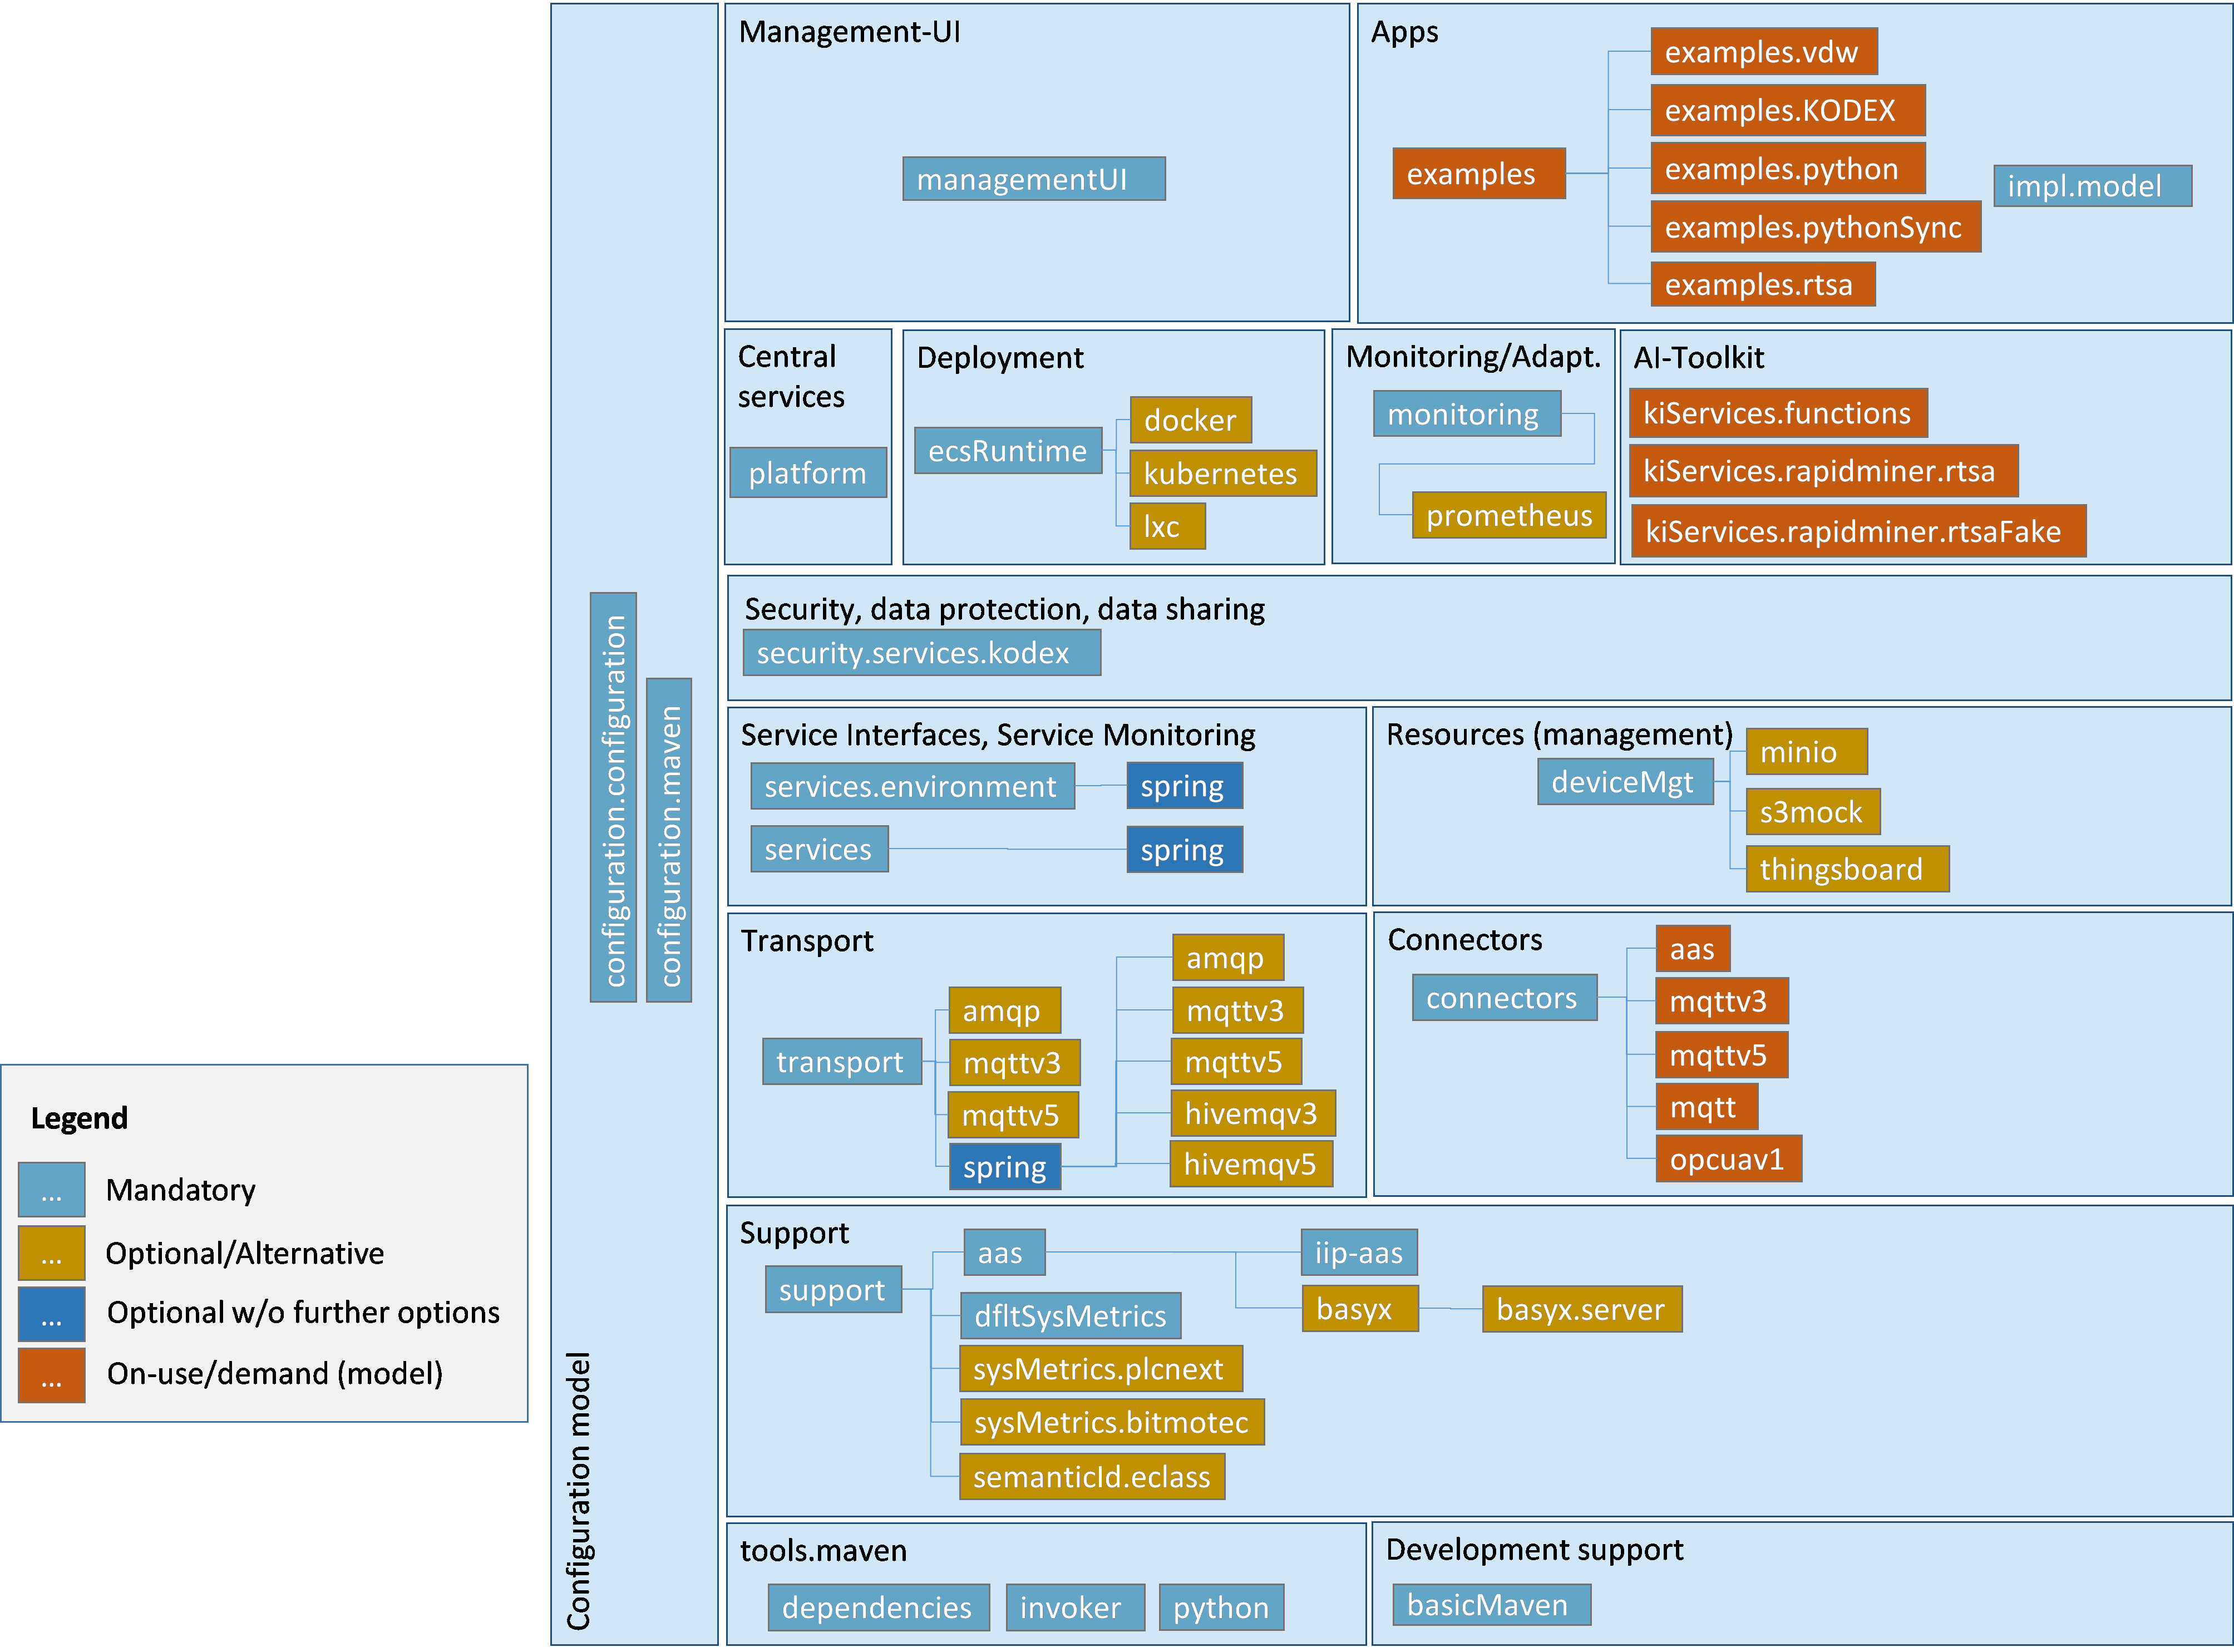 Management-UI
managementUI
Apps
examples
examples.vdw
examples.KODEX
examples.python
examples.pythonSync
examples.rtsa
impl.model
Central
services
platform
Deployment
ecsRuntime
docker
kubernetes
lxc
Monitoring/Adapt.
monitoring
prometheus
AI-Toolkit
kiServices.functions
kiServices.rapidminer.rtsa
kiServices.rapidminer.rtsaFake
Security, data protection, data sharing
security.services.kodex
configuration.configuration
configuration.maven
Configuration model
Service Interfaces, Service Monitoring
services.environment
spring
services
spring
Resources (management)
deviceMgt
minio
s3mock
thingsboard
Transport
transport
amqp
mqttv3
mqttv5
spring
amqp
mqttv3
mqttv5
hivemqv3
hivemqv5
Connectors
connectors
aas
mqttv3
mqttv5
mqtt
opcuav1
Support
support
aas
iip-aas
basyx
basyx.server
dfltSysMetrics
sysMetrics.plcnext
sysMetrics.bitmotec
semanticId.eclass
tools.maven
dependencies
invoker
python
Development support
basicMaven
Legend
... Mandatory
... Optional/Alternative
... Optional w/o further options
... On-use/demand (model)